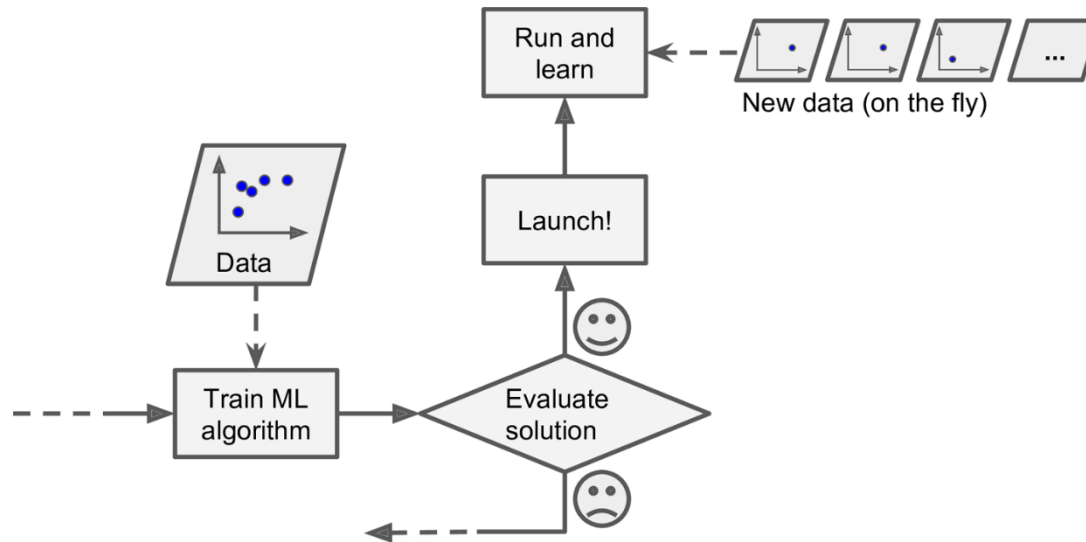 Run and
learn
...
New data (on the fly)
Launch!
Data
Train ML
algorithm
Evaluate
solution